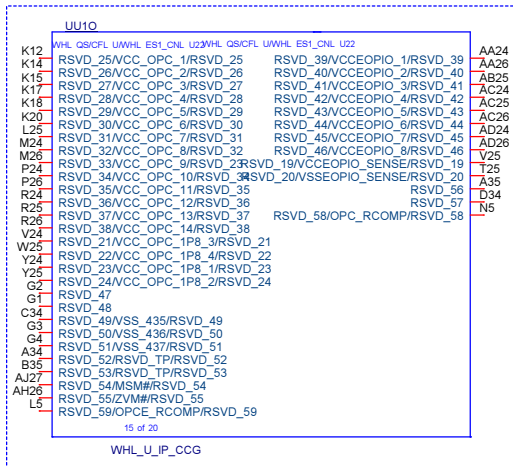 UU1O
WHL QS/CFL U/WHL ES1_CNL U22 WHL QS/CFL U/WHL ES1_CNL U22
K12 RSVD_25/VCC_OPC_1/RSVD_25 RSVD_39/VCCEOPIO_1/RSVD_39 AA24
K14 RSVD_26/VCC_OPC_2/RSVD_26 RSVD_40/VCCEOPIO_2/RSVD_40 AA26
K15 RSVD_27/VCC_OPC_3/RSVD_27 RSVD_41/VCCEOPIO_3/RSVD_41 AB25
K17 RSVD_28/VCC_OPC_4/RSVD_28 RSVD_42/VCCEOPIO_4/RSVD_42 AC24
K18 RSVD_29/VCC_OPC_5/RSVD_29 RSVD_43/VCCEOPIO_5/RSVD_43 AC25
K20 RSVD_30/VCC_OPC_6/RSVD_30 RSVD_44/VCCEOPIO_6/RSVD_44 AC26
L25 RSVD_31/VCC_OPC_7/RSVD_31 RSVD_45/VCCEOPIO_7/RSVD_45 AD24
M24 RSVD_32/VCC_OPC_8/RSVD_32 RSVD_46/VCCEOPIO_8/RSVD_46 AD26
M26 RSVD_33/VCC_OPC_9/RSVD_23 RSVD_19/VCCEOPIO_SENSE/RSVD_19 V25
P24 RSVD_34/VCC_OPC_10/RSVD_34 RSVD_20/VSSEOPIO_SENSE/RSVD_20 T25
P26 RSVD_35/VCC_OPC_11/RSVD_35 RSVD_56 A35
R24 RSVD_36/VCC_OPC_12/RSVD_36 RSVD_57 D34
R25 RSVD_37/VCC_OPC_13/RSVD_37 RSVD_58/OPC_RCOMP/RSVD_58 N5
R26 RSVD_38/VCC_OPC_14/RSVD_38
V24 RSVD_21/VCC_OPC_1P8_3/RSVD_21
W25 RSVD_22/VCC_OPC_1P8_4/RSVD_22
Y24 RSVD_23/VCC_OPC_1P8_1/RSVD_23
Y25 RSVD_24/VCC_OPC_1P8_2/RSVD_24
G2 RSVD_47
G1 RSVD_48
C34 RSVD_49/VSS_435/RSVD_49
G3 RSVD_50/VSS_436/RSVD_50
G4 RSVD_51/VSS_437/RSVD_51
A34 RSVD_52/RSVD_TP/RSVD_52
B35 RSVD_53/RSVD_TP/RSVD_53
AJ27 RSVD_54/MSM#/RSVD_54
AH26 RSVD_55/ZVM#/RSVD_55
L5 RSVD_59/OPCE_RCOMP/RSVD_59
15 of 20
WHL_U_IP_CCG